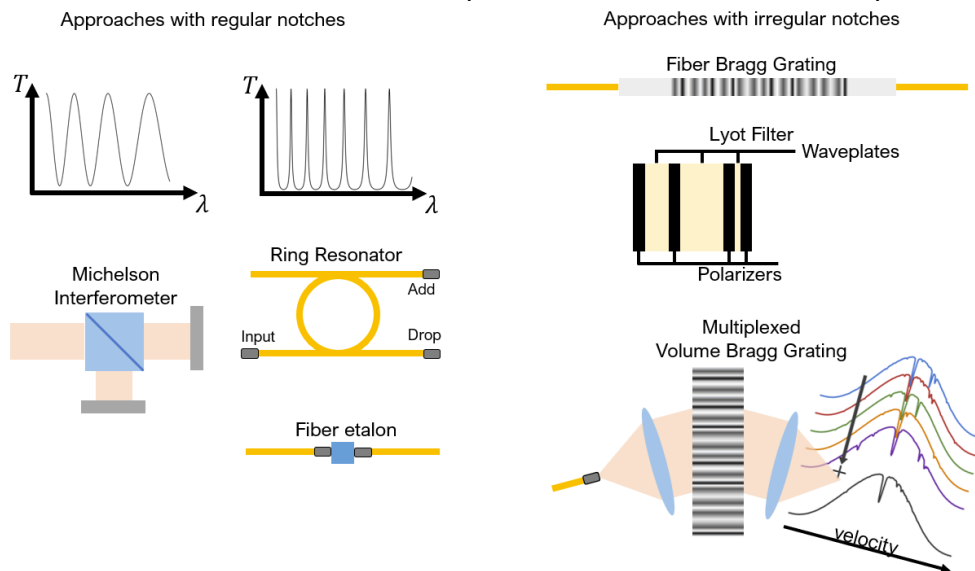 Approaches with regular notches
T
λ
T
λ
Michelson
Interferometer
Ring Resonator
Add
Input
Drop
Fiber etalon
Approaches with irregular notches
Fiber Bragg Grating
Lyot Filter
Waveplates
Polarizers
Multiplexed
Volume Bragg Grating
+
velocity